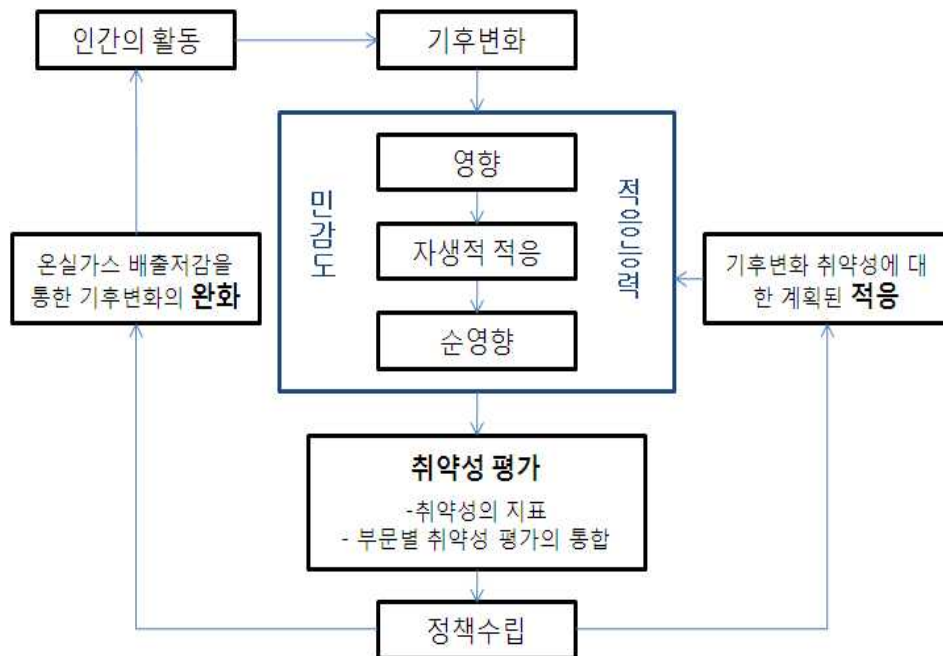 인간의 활동
기후변화
영향
민감도
적응능력
자생적 적응
온실가스 배출저감을
통한 기후변화의 완화
기후변화 취약성에 대
한 계획된 적응
순영향
취약성 평가
-취약성의 지표
- 부문별 취약성 평가의 통합
정책수립